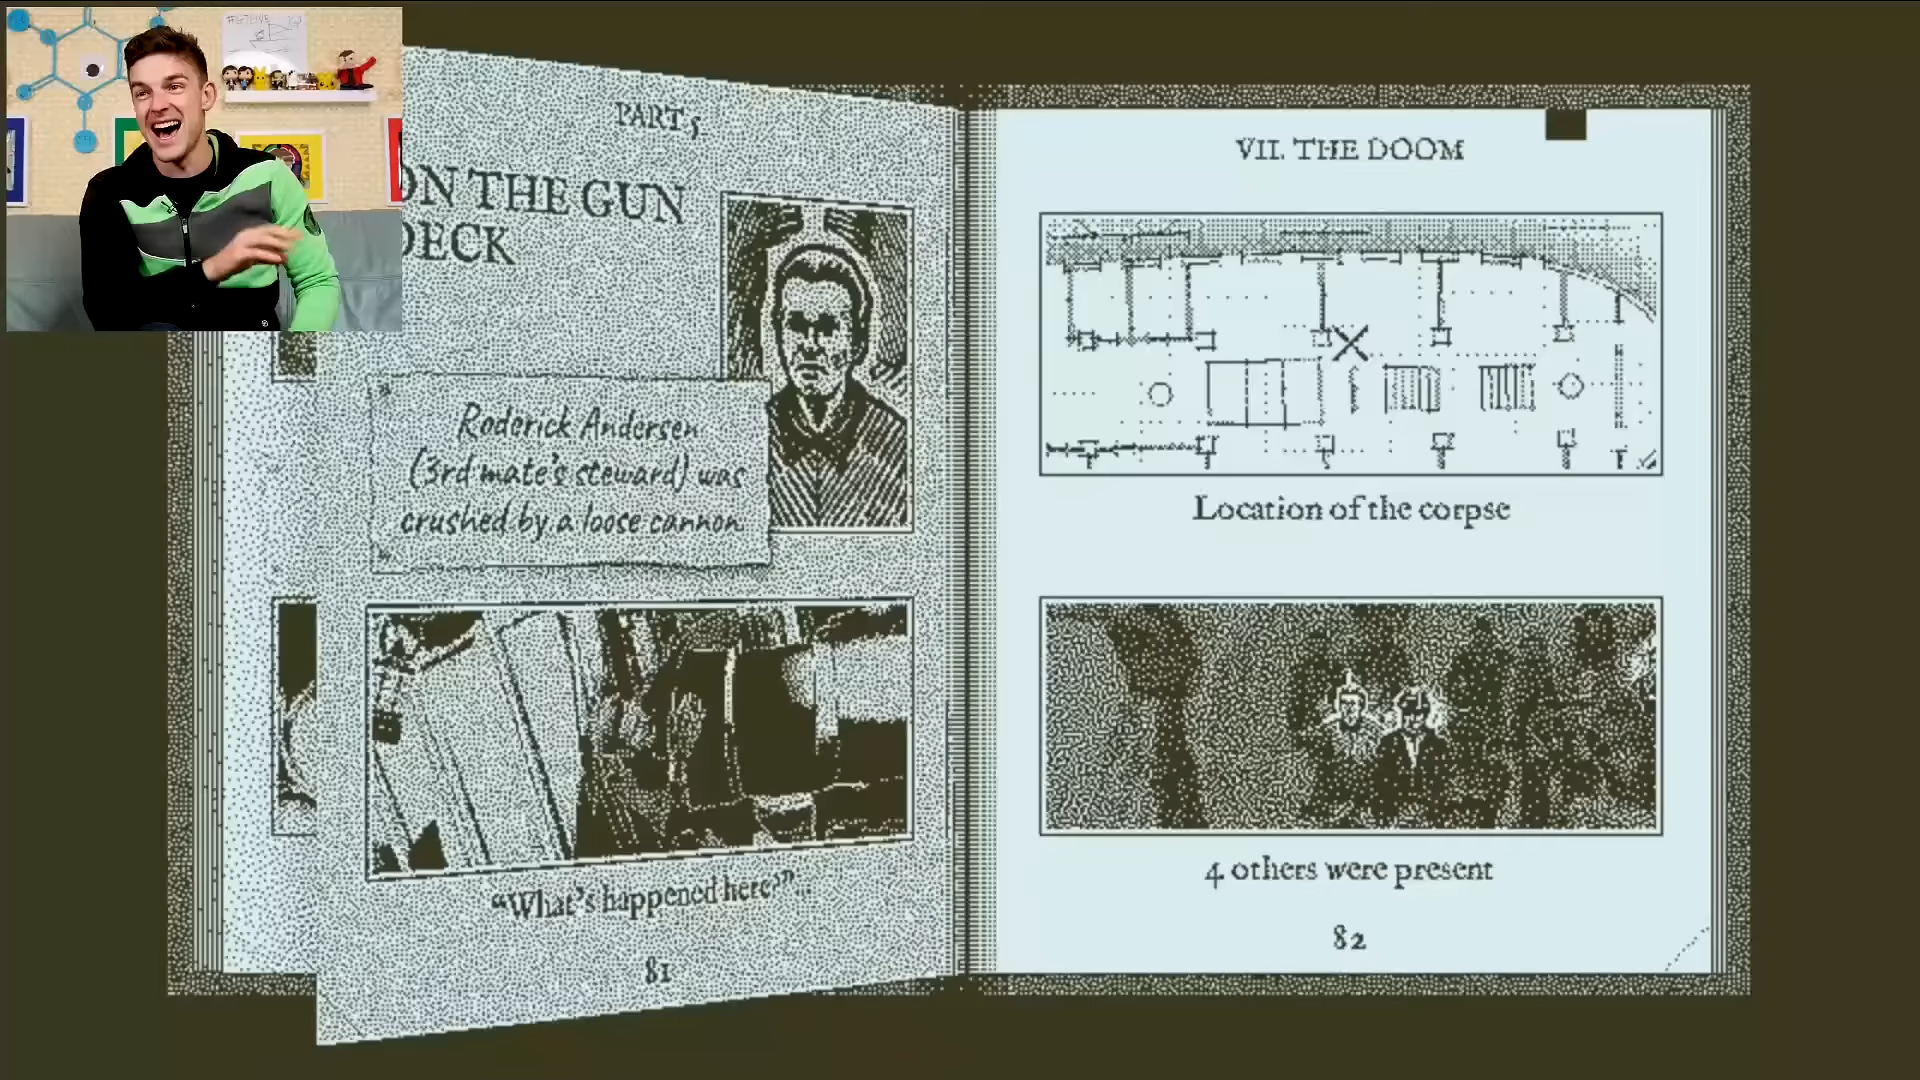 PART 5
ON THE GUN
DECK
Roderick Andersen
(3rd mate's steward) was
crushed by a loose cannon.
“What's happened here?”...
81
VII. THE DOOM
Location of the corpse
4 others were present
82